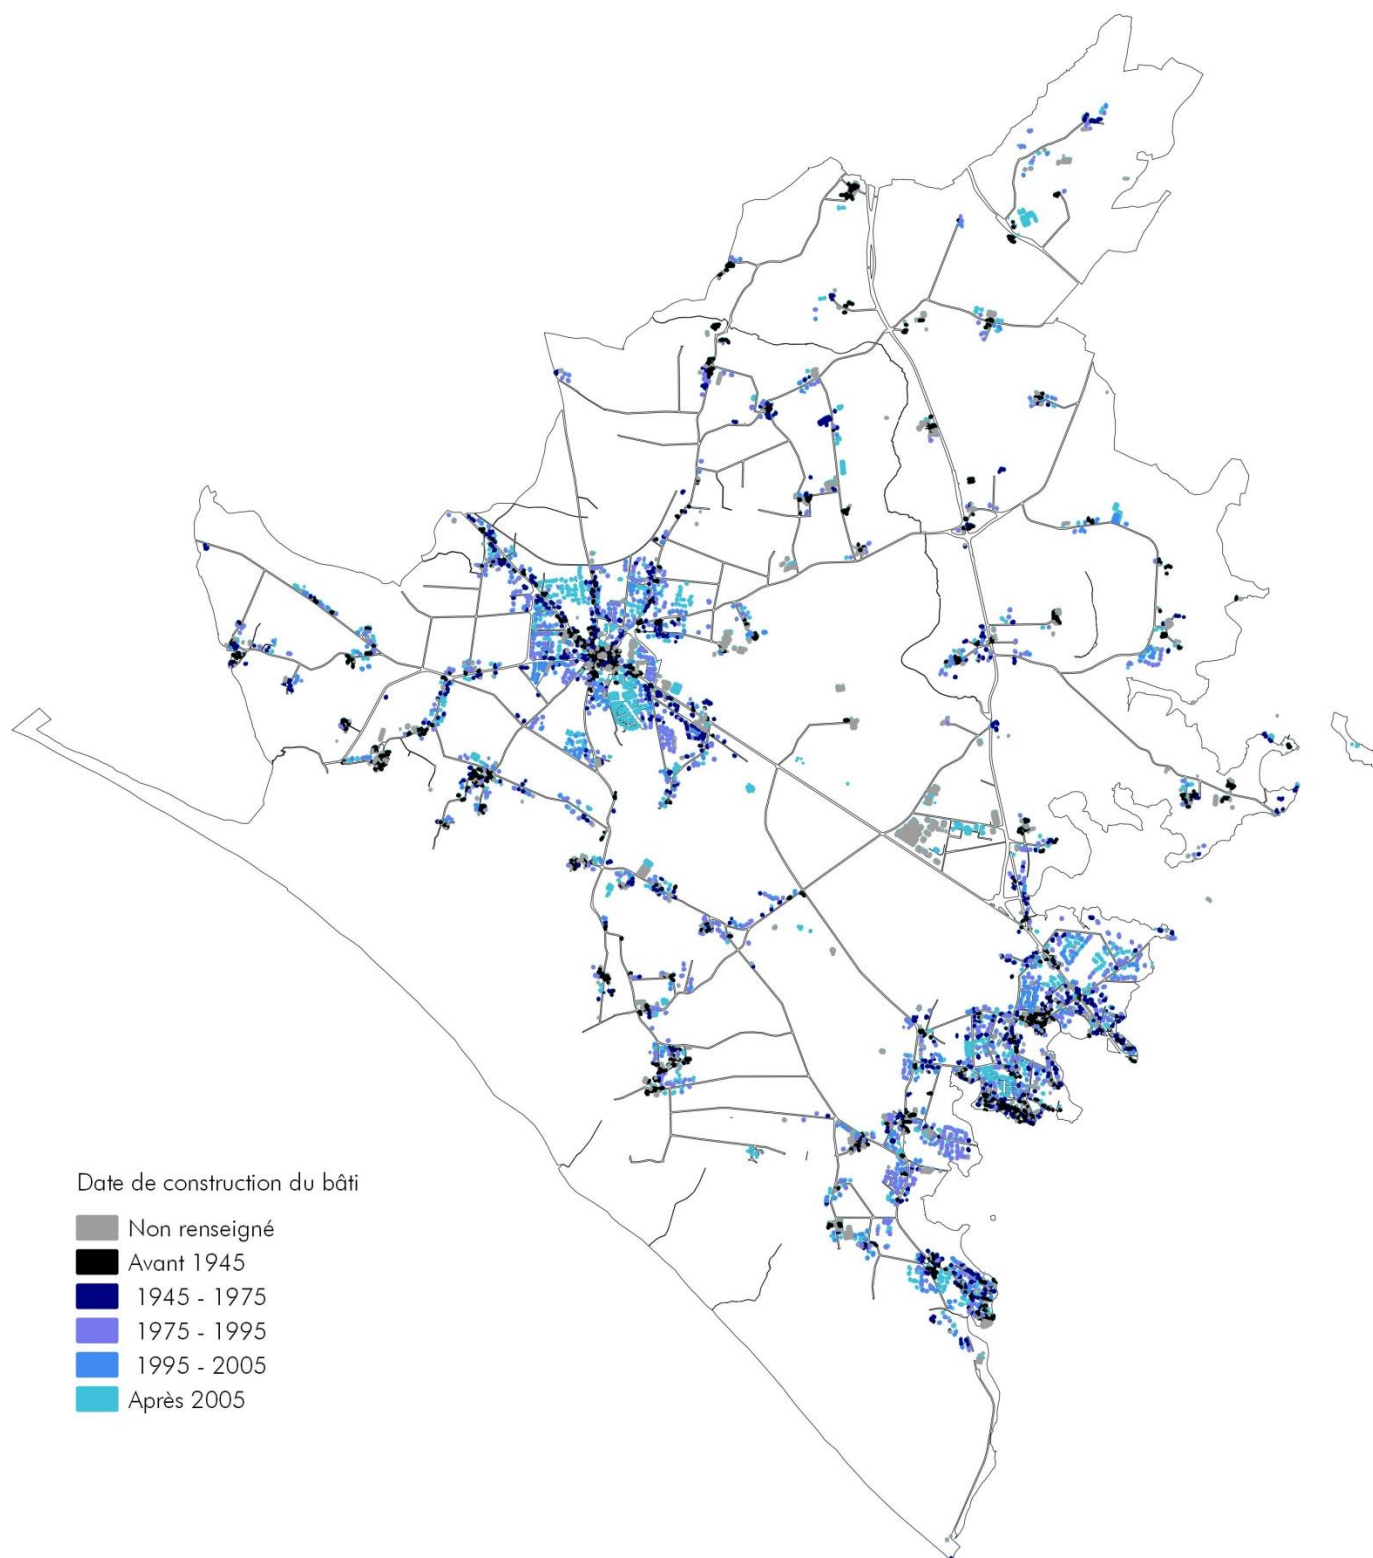 Date de construction du bâti
Non renseigné
Avant 1945
1945 - 1975
1975 - 1995
1995 - 2005
Après 2005